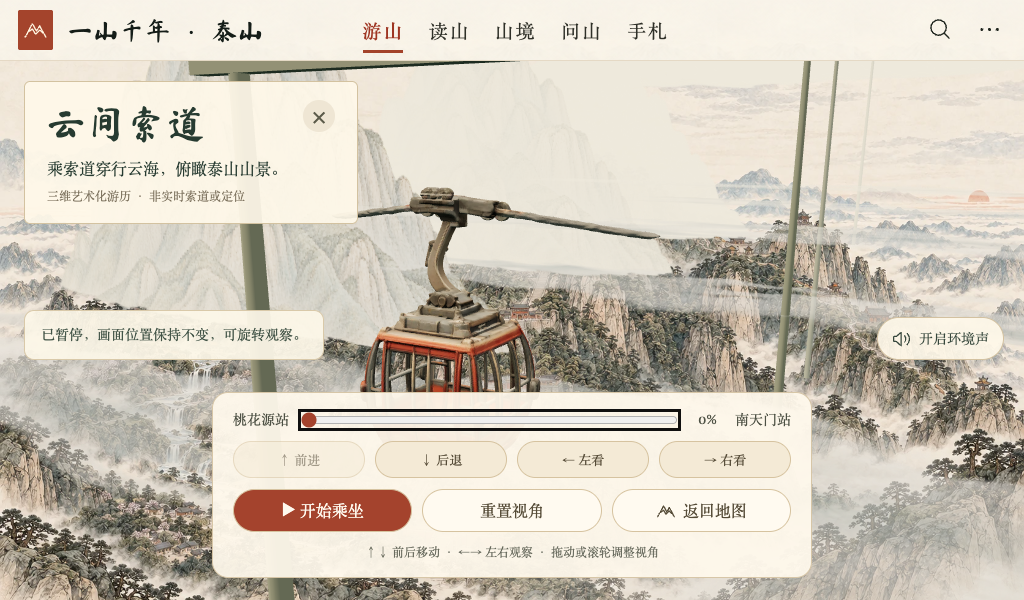 一山千年 · 泰山
游山 读山 山境 问山 手札
云间索道
乘索道穿行云海，俯瞰泰山山景。
三维艺术化游历 · 非实时索道或定位
已暂停，画面位置保持不变，可旋转观察。
开启环境声
桃花源站 0% 南天门站
↑ 前进 ↓ 后退 ← 左看 → 右看
开始乘坐 重置视角 返回地图
↑ ↓ 前后移动 · ←→ 左右观察 · 拖动或滚轮调整视角